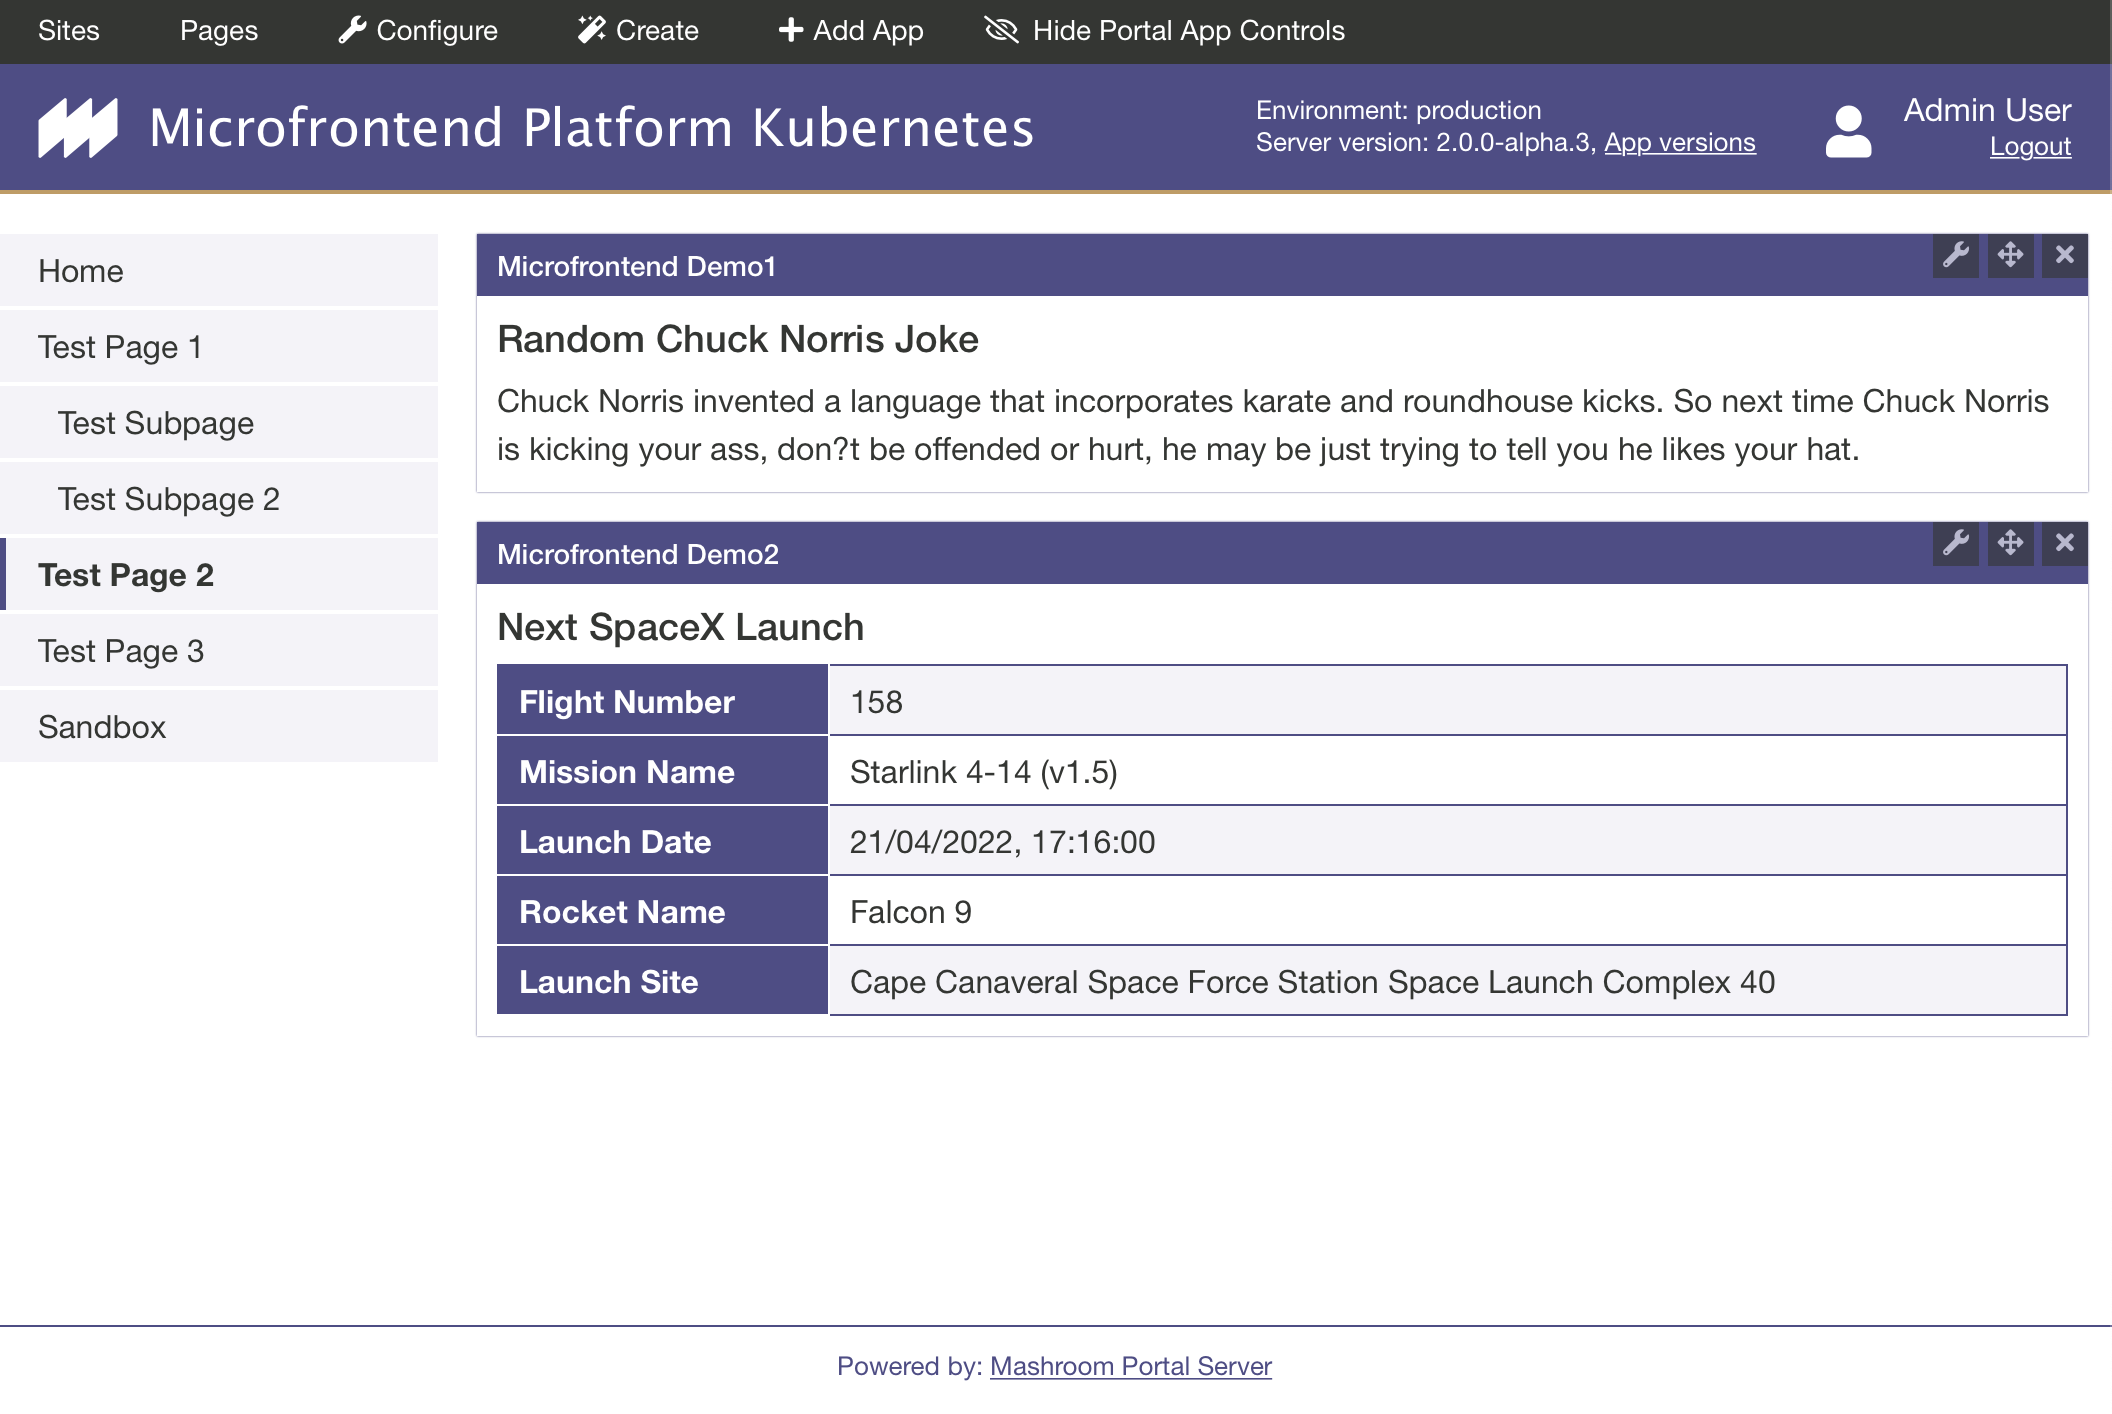 Sites Pages Configure Create Add App Hide Portal App Controls
Microfrontend Platform Kubernetes
Environment: production
Server version: 2.0.0-alpha.3, App versions
Admin User
Logout
Home
Test Page 1
Test Subpage
Test Subpage 2
Test Page 2
Test Page 3
Sandbox
Microfrontend Demo1
Random Chuck Norris Joke
Chuck Norris invented a language that incorporates karate and roundhouse kicks. So next time Chuck Norris
is kicking your ass, don?t be offended or hurt, he may be just trying to tell you he likes your hat.
Microfrontend Demo2
Next SpaceX Launch
Flight Number 158
Mission Name Starlink 4-14 (v1.5)
Launch Date 21/04/2022, 17:16:00
Rocket Name Falcon 9
Launch Site Cape Canaveral Space Force Station Space Launch Complex 40
Powered by: Mashroom Portal Server